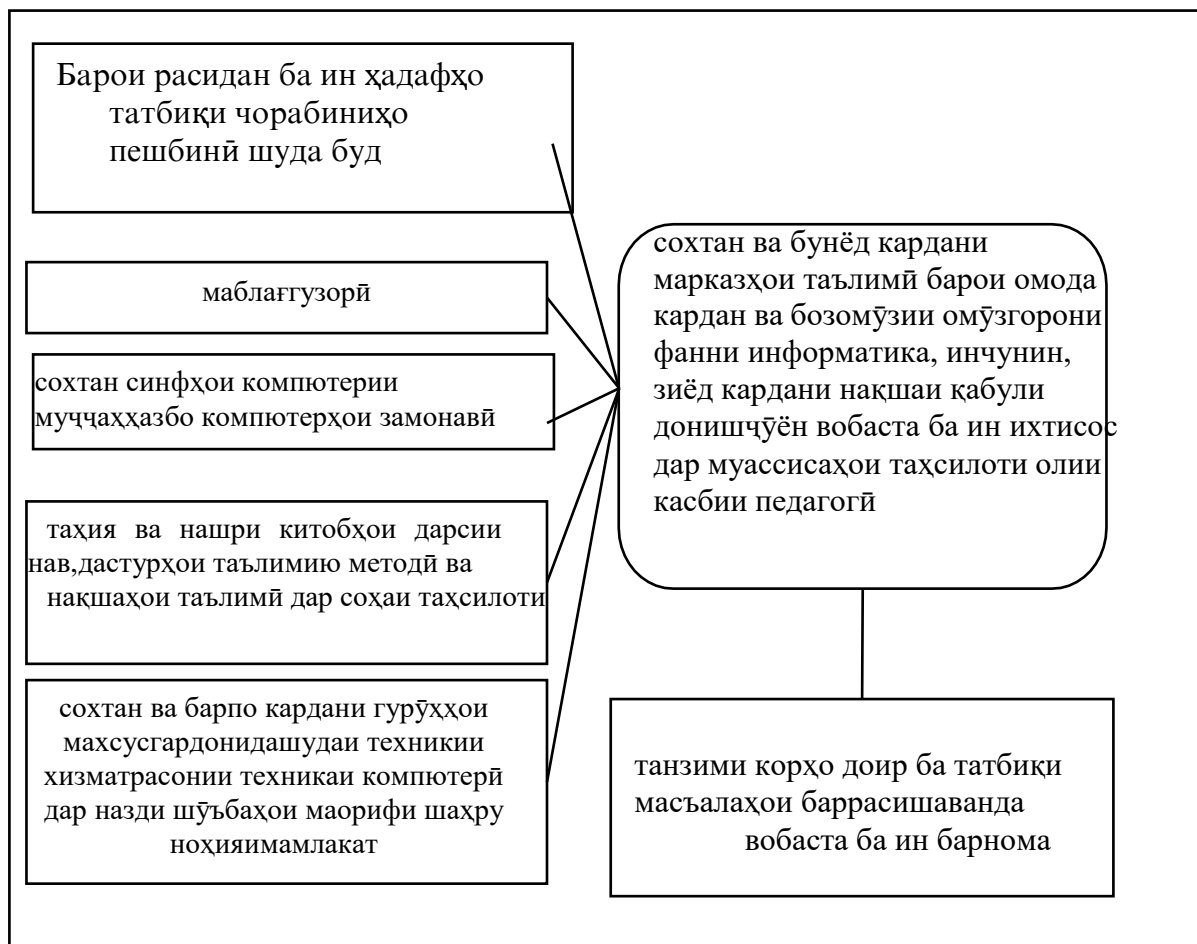 Барои расидан ба ин ҳадафҳо
татбиқи чорабиниҳо
пешбинӣ шуда буд
маблағгузорӣ
сохтан синфҳои компютерии
муҷҷаҳҳазбо компютерҳои замонавӣ
таҳия ва нашри китобҳои дарсии
нав,дастурҳои таълимию методӣ ва
нақшаҳои таълимӣ дар соҳаи таҳсилоти
сохтан ва барпо кардани гурӯҳҳои
махсусгардонидашудаи техникии
хизматрасонии техникаи компютерӣ
дар назди шӯъбаҳои маорифи шаҳру
ноҳияимамлакат
сохтан ва бунёд кардани
марказҳои таълимӣ барои омода
кардан ва бозомӯзии омӯзгорони
фанни информатика, инчунин,
зиёд кардани нақшаи қабули
донишҷӯён вобаста ба ин ихтисос
дар муассисаҳои таҳсилоти олии
касбии педагогӣ
танзими корҳо доир ба татбиқи
масъалаҳои баррасишаванда
вобаста ба ин барнома